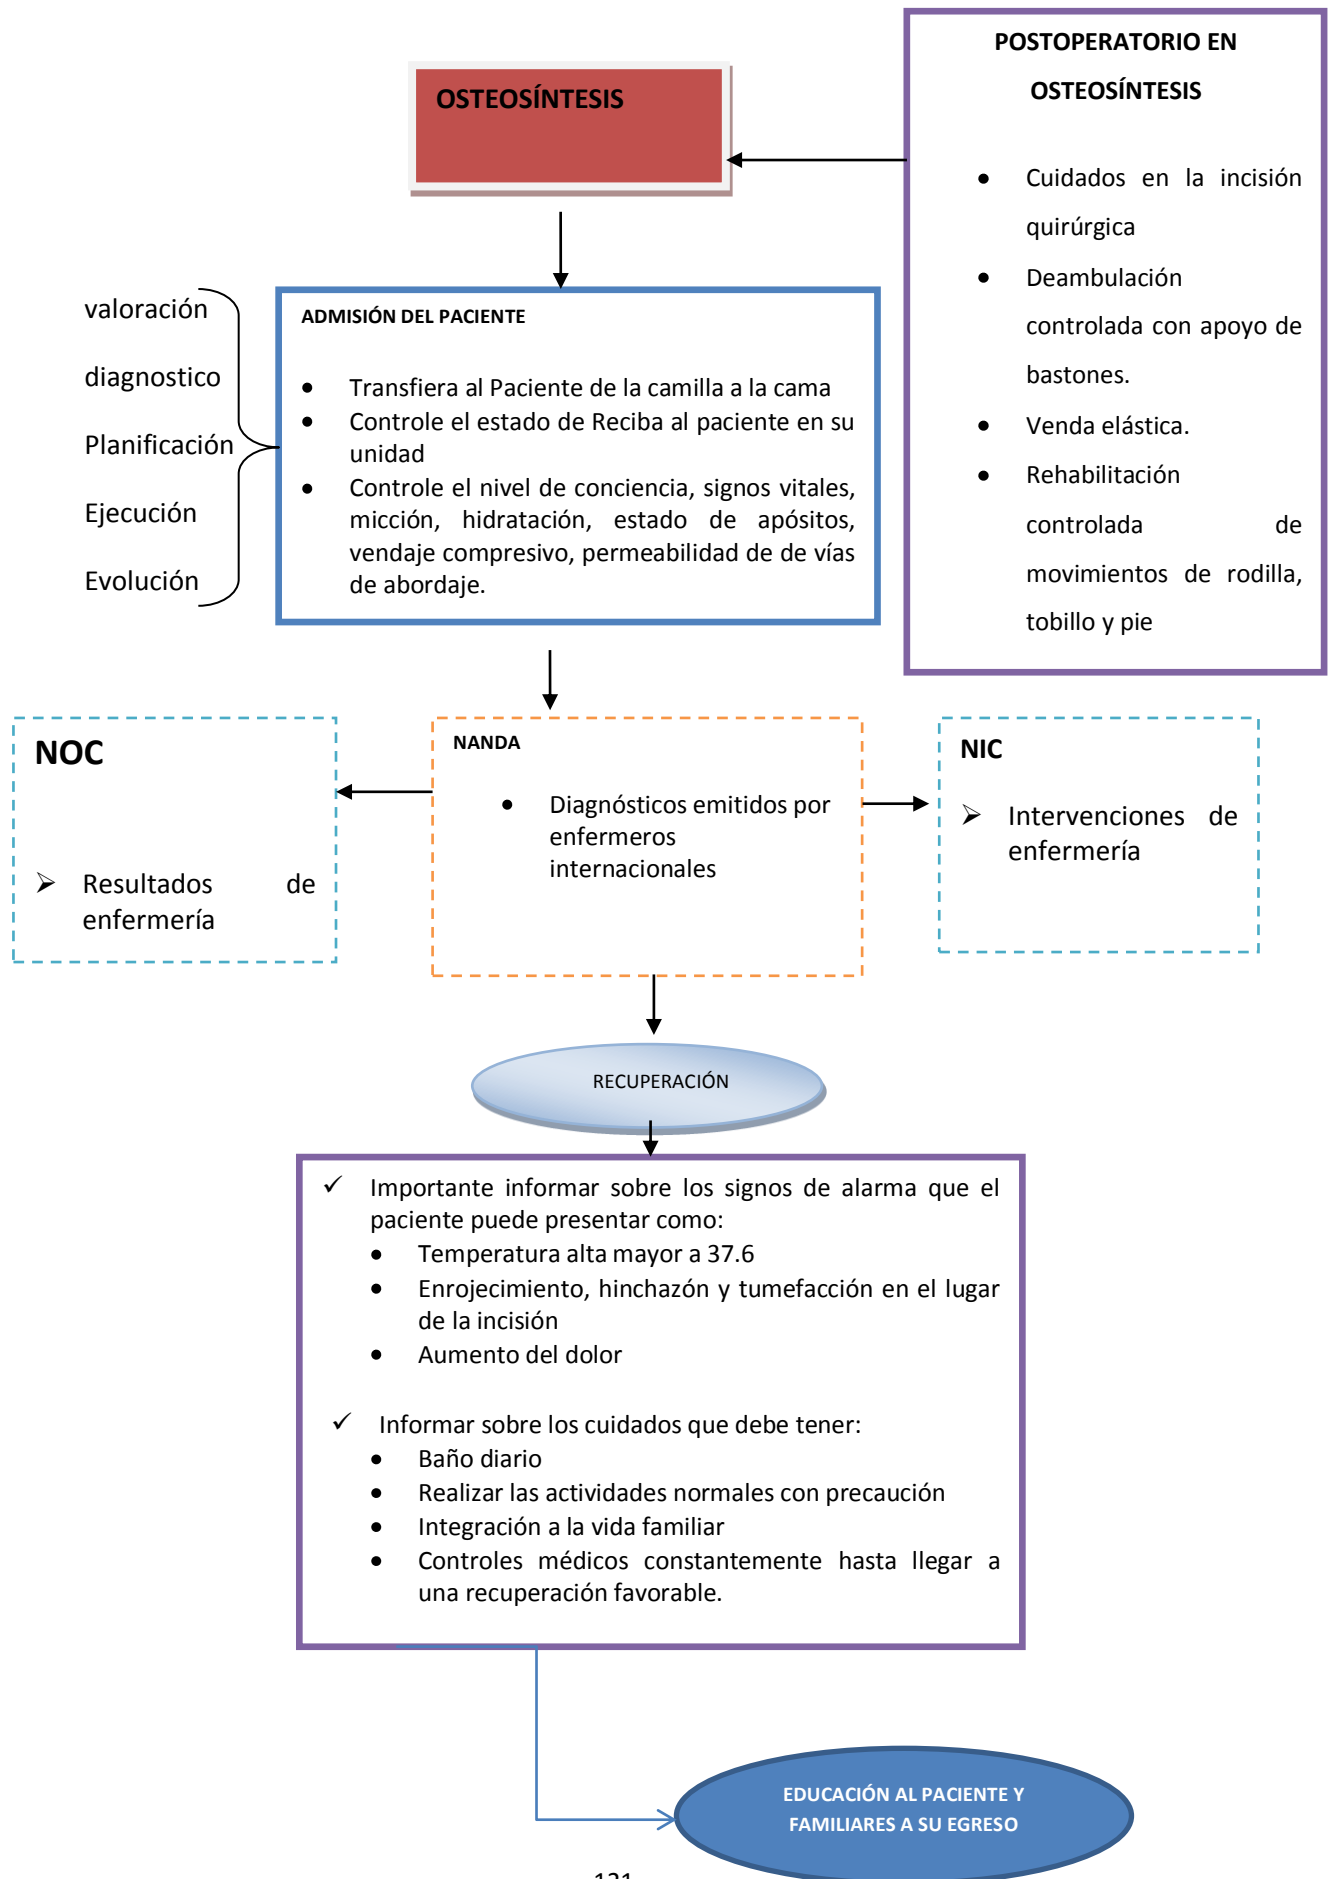 POSTOPERATORIO EN
OSTEOSÍNTESIS
• Cuidados en la incisión
quirúrgica
• Deambulación
controlada con apoyo de
bastones.
• Venda elástica.
• Rehabilitación
controlada de
movimientos de rodilla,
tobillo y pie
OSTEOSÍNTESIS
valoración
diagnostico
Planificación
Ejecución
Evolución
ADMISIÓN DEL PACIENTE
• Transfiera al Paciente de la camilla a la cama
• Controle el estado de Reciba al paciente en su
unidad
• Controle el nivel de conciencia, signos vitales,
micción, hidratación, estado de apósitos,
vendaje compresivo, permeabilidad de de vías
de abordaje.
NOC
➢ Resultados de
enfermería
NANDA
• Diagnósticos emitidos por
enfermeros
internacionales
NIC
➢ Intervenciones de
enfermería
RECUPERACIÓN
✓ Importante informar sobre los signos de alarma que el
paciente puede presentar como:
• Temperatura alta mayor a 37.6
• Enrojecimiento, hinchazón y tumefacción en el lugar
de la incisión
• Aumento del dolor
✓ Informar sobre los cuidados que debe tener:
• Baño diario
• Realizar las actividades normales con precaución
• Integración a la vida familiar
• Controles médicos constantemente hasta llegar a
una recuperación favorable.
EDUCACIÓN AL PACIENTE Y
FAMILIARES A SU EGRESO